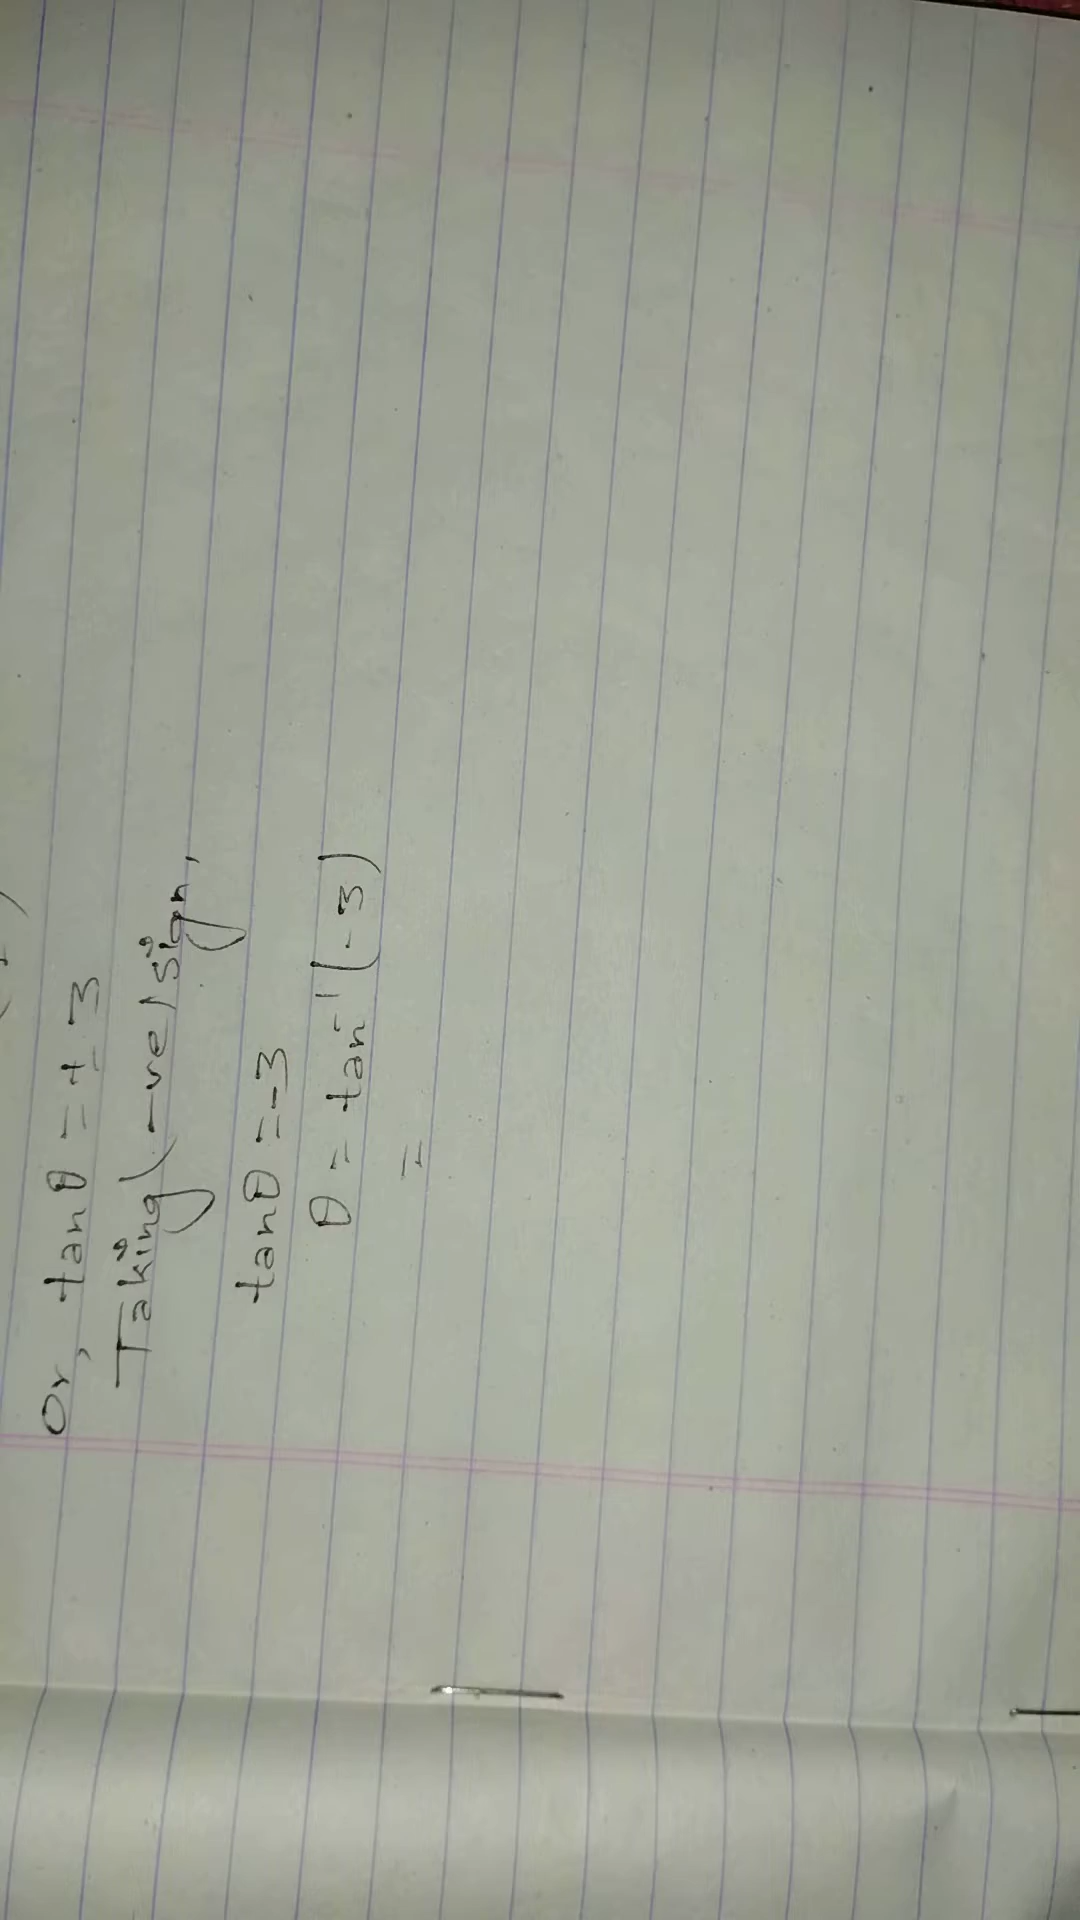 Or, tanθ = ± 3
Taking -ve sign,
tanθ = -3
θ = tan⁻¹(-3)
=